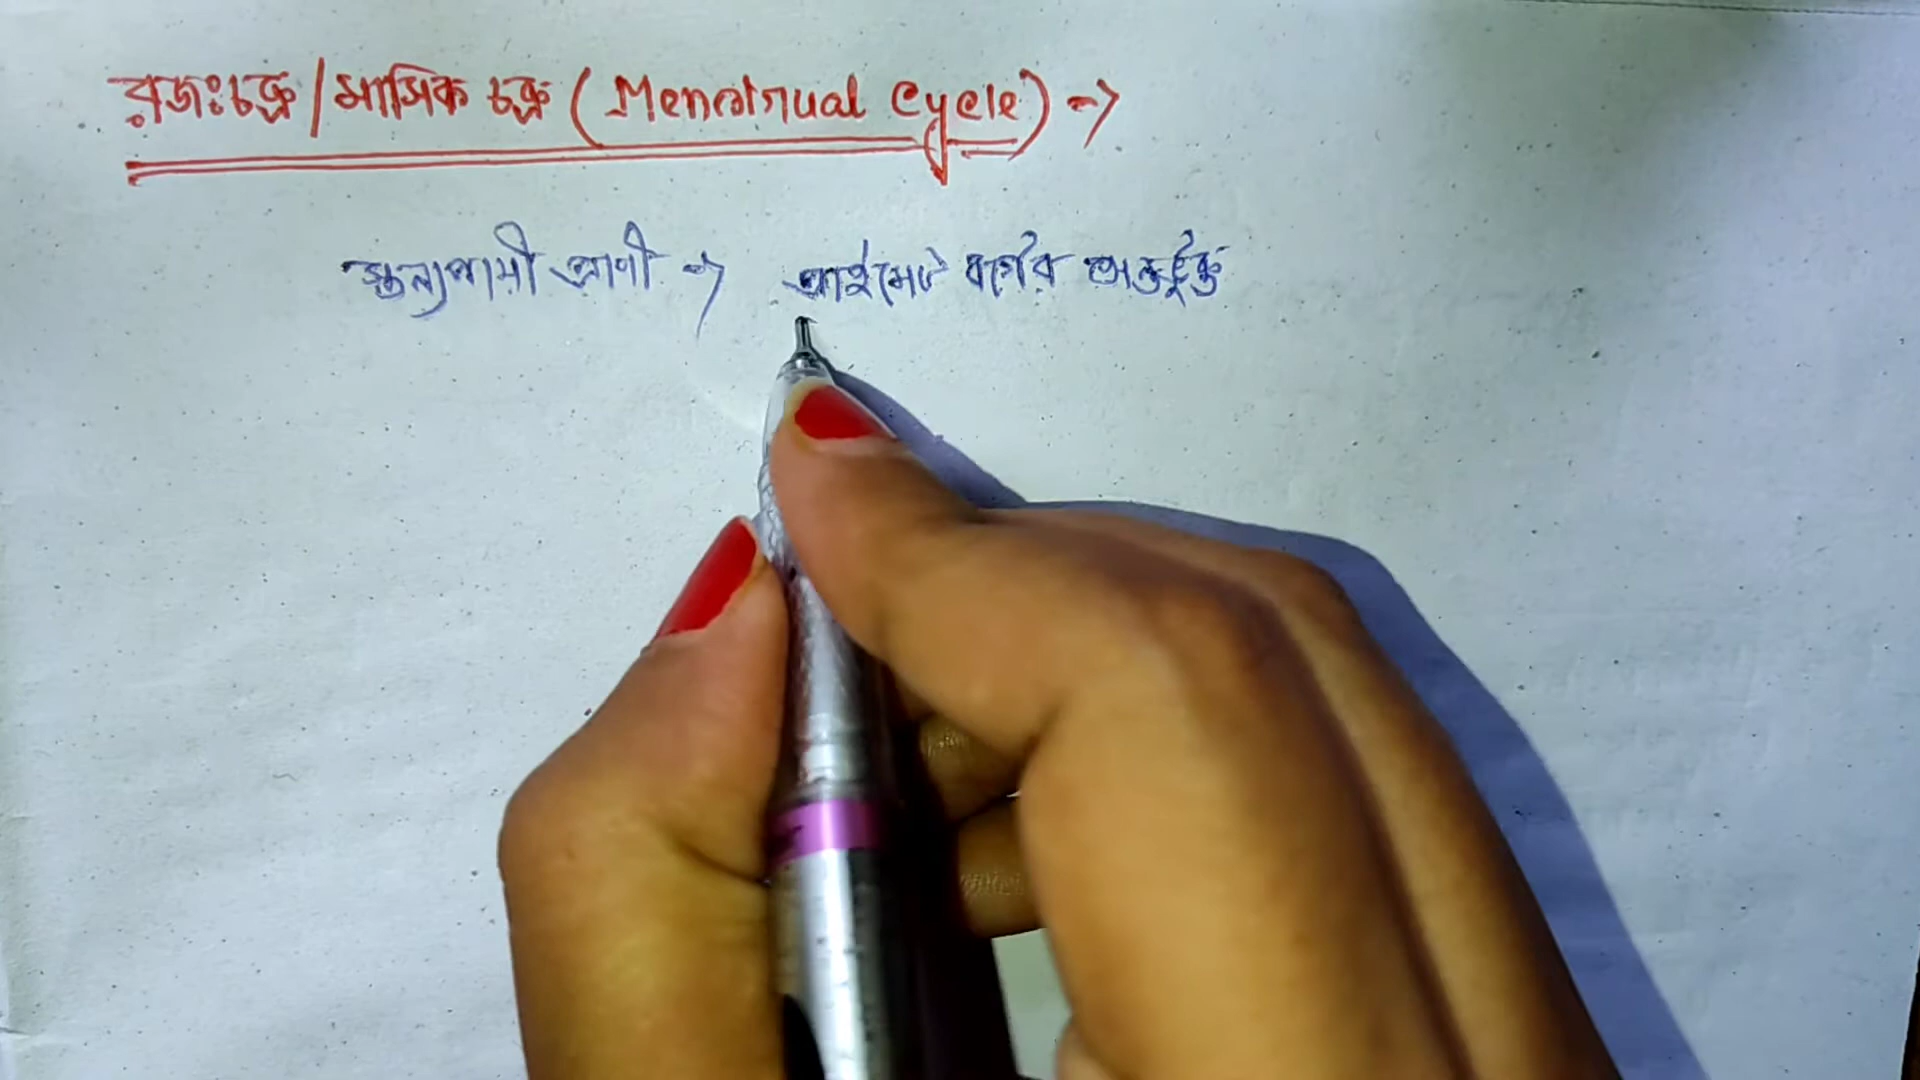 রজঃচক্র/মাসিক চক্র (Menstrual Cycle) →
স্তন্যপায়ী প্রাণী → প্রাইমেট বর্গের অন্তর্ভুক্ত